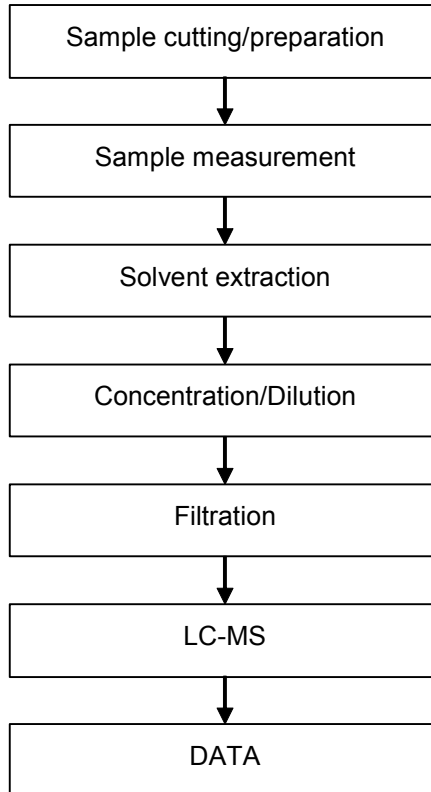 Sample cutting/preparation
Sample measurement
Solvent extraction
Concentration/Dilution
Filtration
LC-MS
DATA